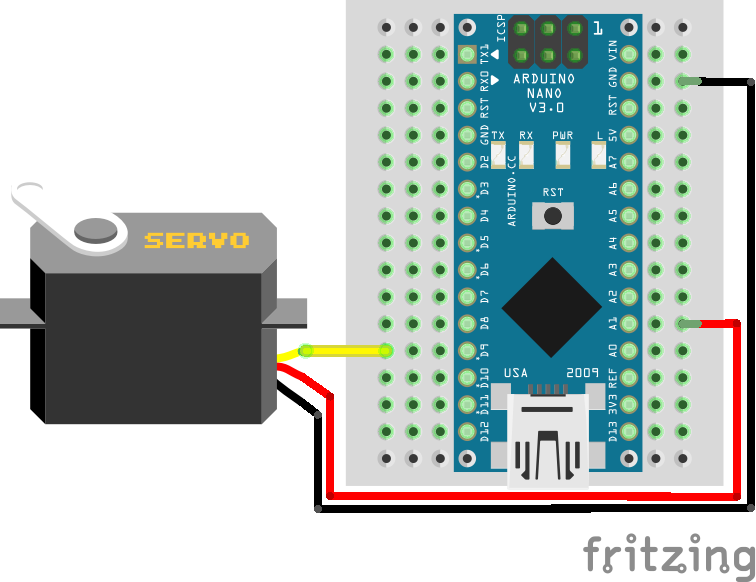 ICSP
1
TX1
RX0
RST
GND
D2
D3
D4
D5
D6
D7
D8
D9
D10
D11
D12
VIN
GND
RST
5V
A7
A6
A5
A4
A3
A2
A1
A0
REF
3V3
D13
ARDUINO
NANO
V3.0
TX RX PWR L
ARDUINO.CC
RST
USA 2009
SERVO
fritzing